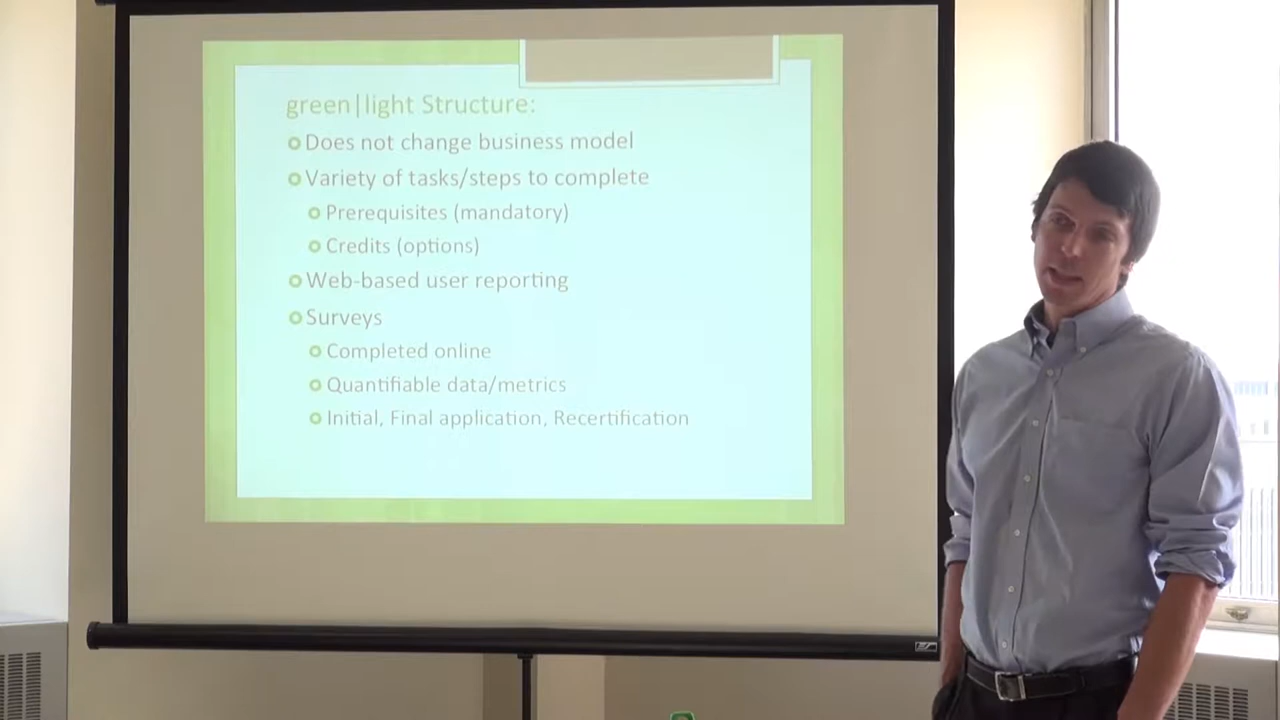 green|light Structure:
Does not change business model
Variety of tasks/steps to complete
Prerequisites (mandatory)
Credits (options)
Web-based user reporting
Surveys
Completed online
Quantifiable data/metrics
Initial, Final application, Recertification